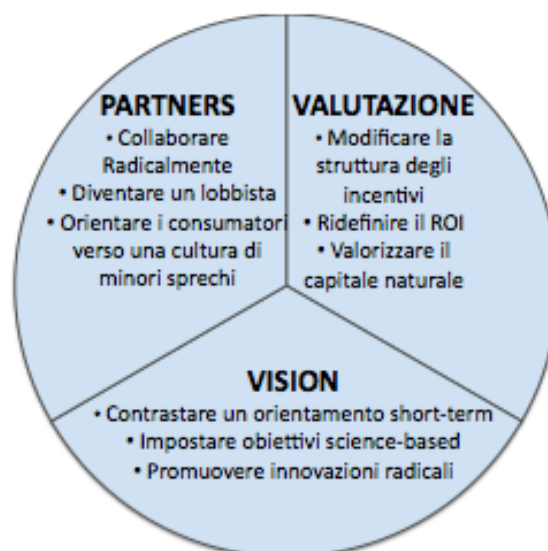 PARTNERS
• Collaborare
Radicalmente
• Diventare un lobbista
• Orientare i consumatori
verso una cultura di
minori sprechi
VALUTAZIONE
• Modificare la
struttura degli
incentivi
• Ridefinire il ROI
• Valorizzare il
capitale naturale
VISION
• Contrastare un orientamento short-term
• Impostare obiettivi science-based
• Promuovere innovazioni radicali